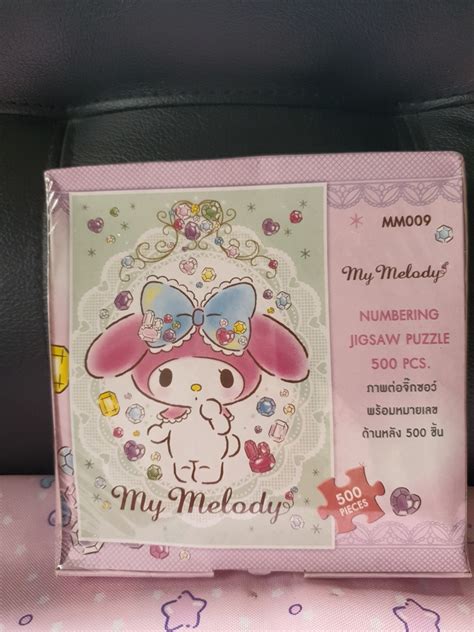 MM009
My Melody
NUMBERING
JIGSAW PUZZLE
500 PCS.
ภาพต่อจิ๊กซอว์
พร้อมหมายเลข
ด้านหลัง 500 ชิ้น
500
PIECES
My Melody